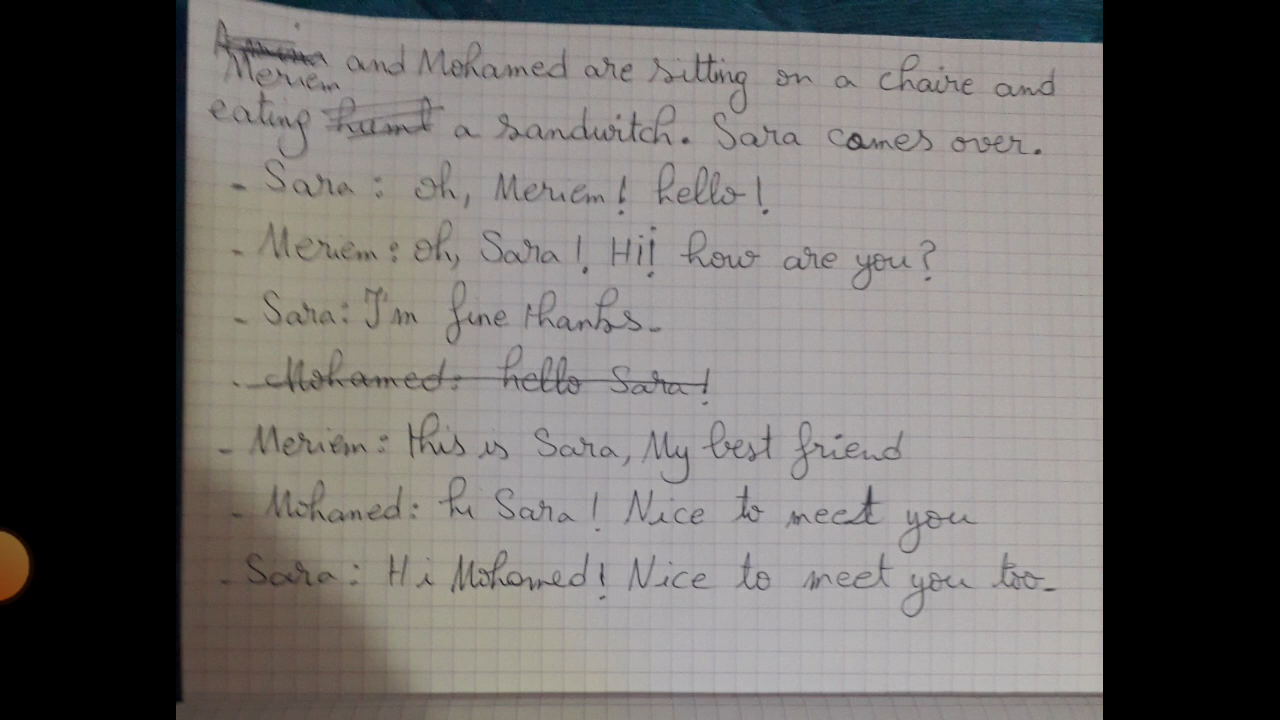 Meriem and Mohamed are sitting on a chaire and
eating a sandwitch. Sara comes over.
- Sara : oh, Meriem! hello!
- Meriem : oh, Sara! Hi! how are you?
- Sara : I'm fine thanks.
- Mohamed : hello Sara!
- Meriem : this is Sara, My best friend
- Mohamed : hi Sara! Nice to meet you
- Sara : Hi Mohamed! Nice to meet you too.